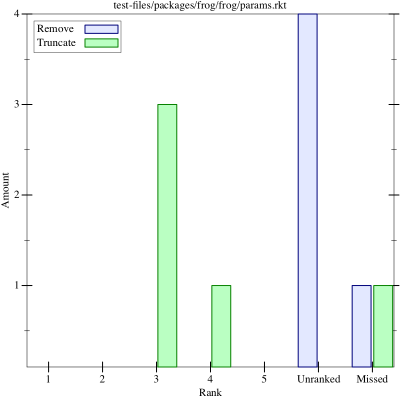 test-files/packages/frog/frog/params.rkt
Remove
Truncate
4
3
2
1
Amount
1 2 3 4 5 Unranked Missed
Rank